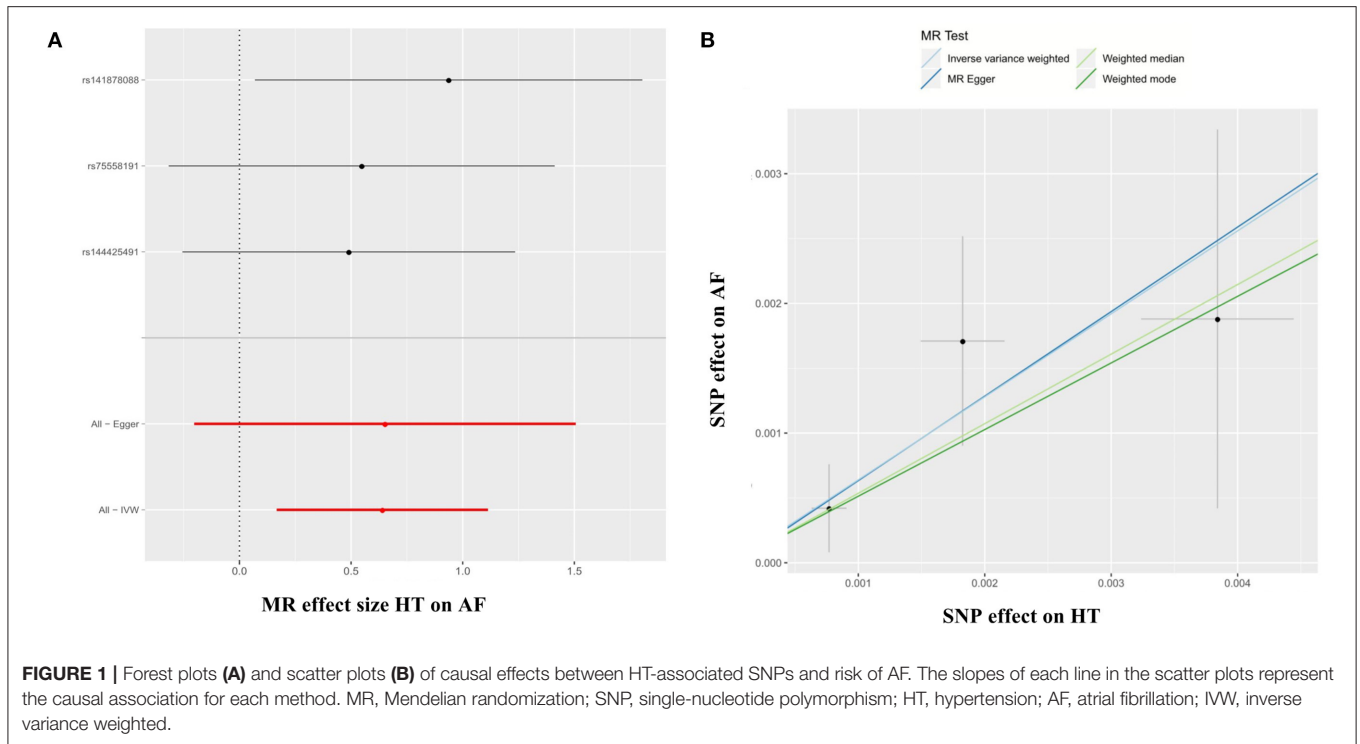 A
rs141878088
rs75558191
rs144425491
All − Egger
All − IVW
0.0
0.5
1.0
1.5
MR effect size HT on AF
B
MR Test
Inverse variance weighted
Weighted median
MR Egger
Weighted mode
0.003
0.002
0.001
0.000
SNP effect on AF
0.001
0.002
0.003
0.004
SNP effect on HT
FIGURE 1 | Forest plots (A) and scatter plots (B) of causal effects between HT-associated SNPs and risk of AF. The slopes of each line in the scatter plots represent
the causal association for each method. MR, Mendelian randomization; SNP, single-nucleotide polymorphism; HT, hypertension; AF, atrial fibrillation; IVW, inverse
variance weighted.